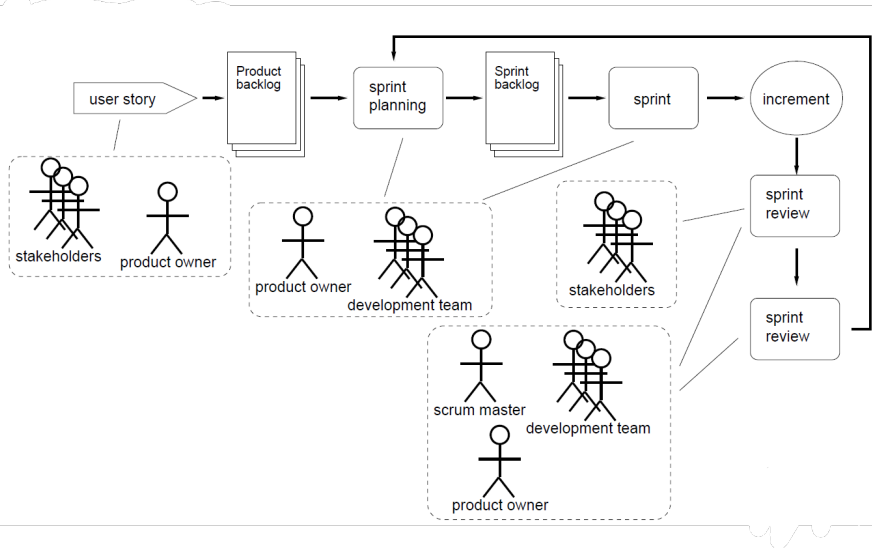 user story
Product
backlog
sprint
planning
Sprint
backlog
sprint
increment
stakeholders
product owner
product owner
development team
stakeholders
sprint
review
sprint
review
scrum master
development team
product owner